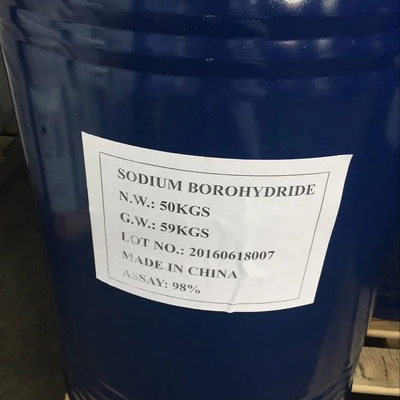 SODIUM BOROHYDRIDE
N.W.: 50KGS
G.W.: 59KGS
LOT NO.: 20160618007
MADE IN CHINA
ASSAY: 98%